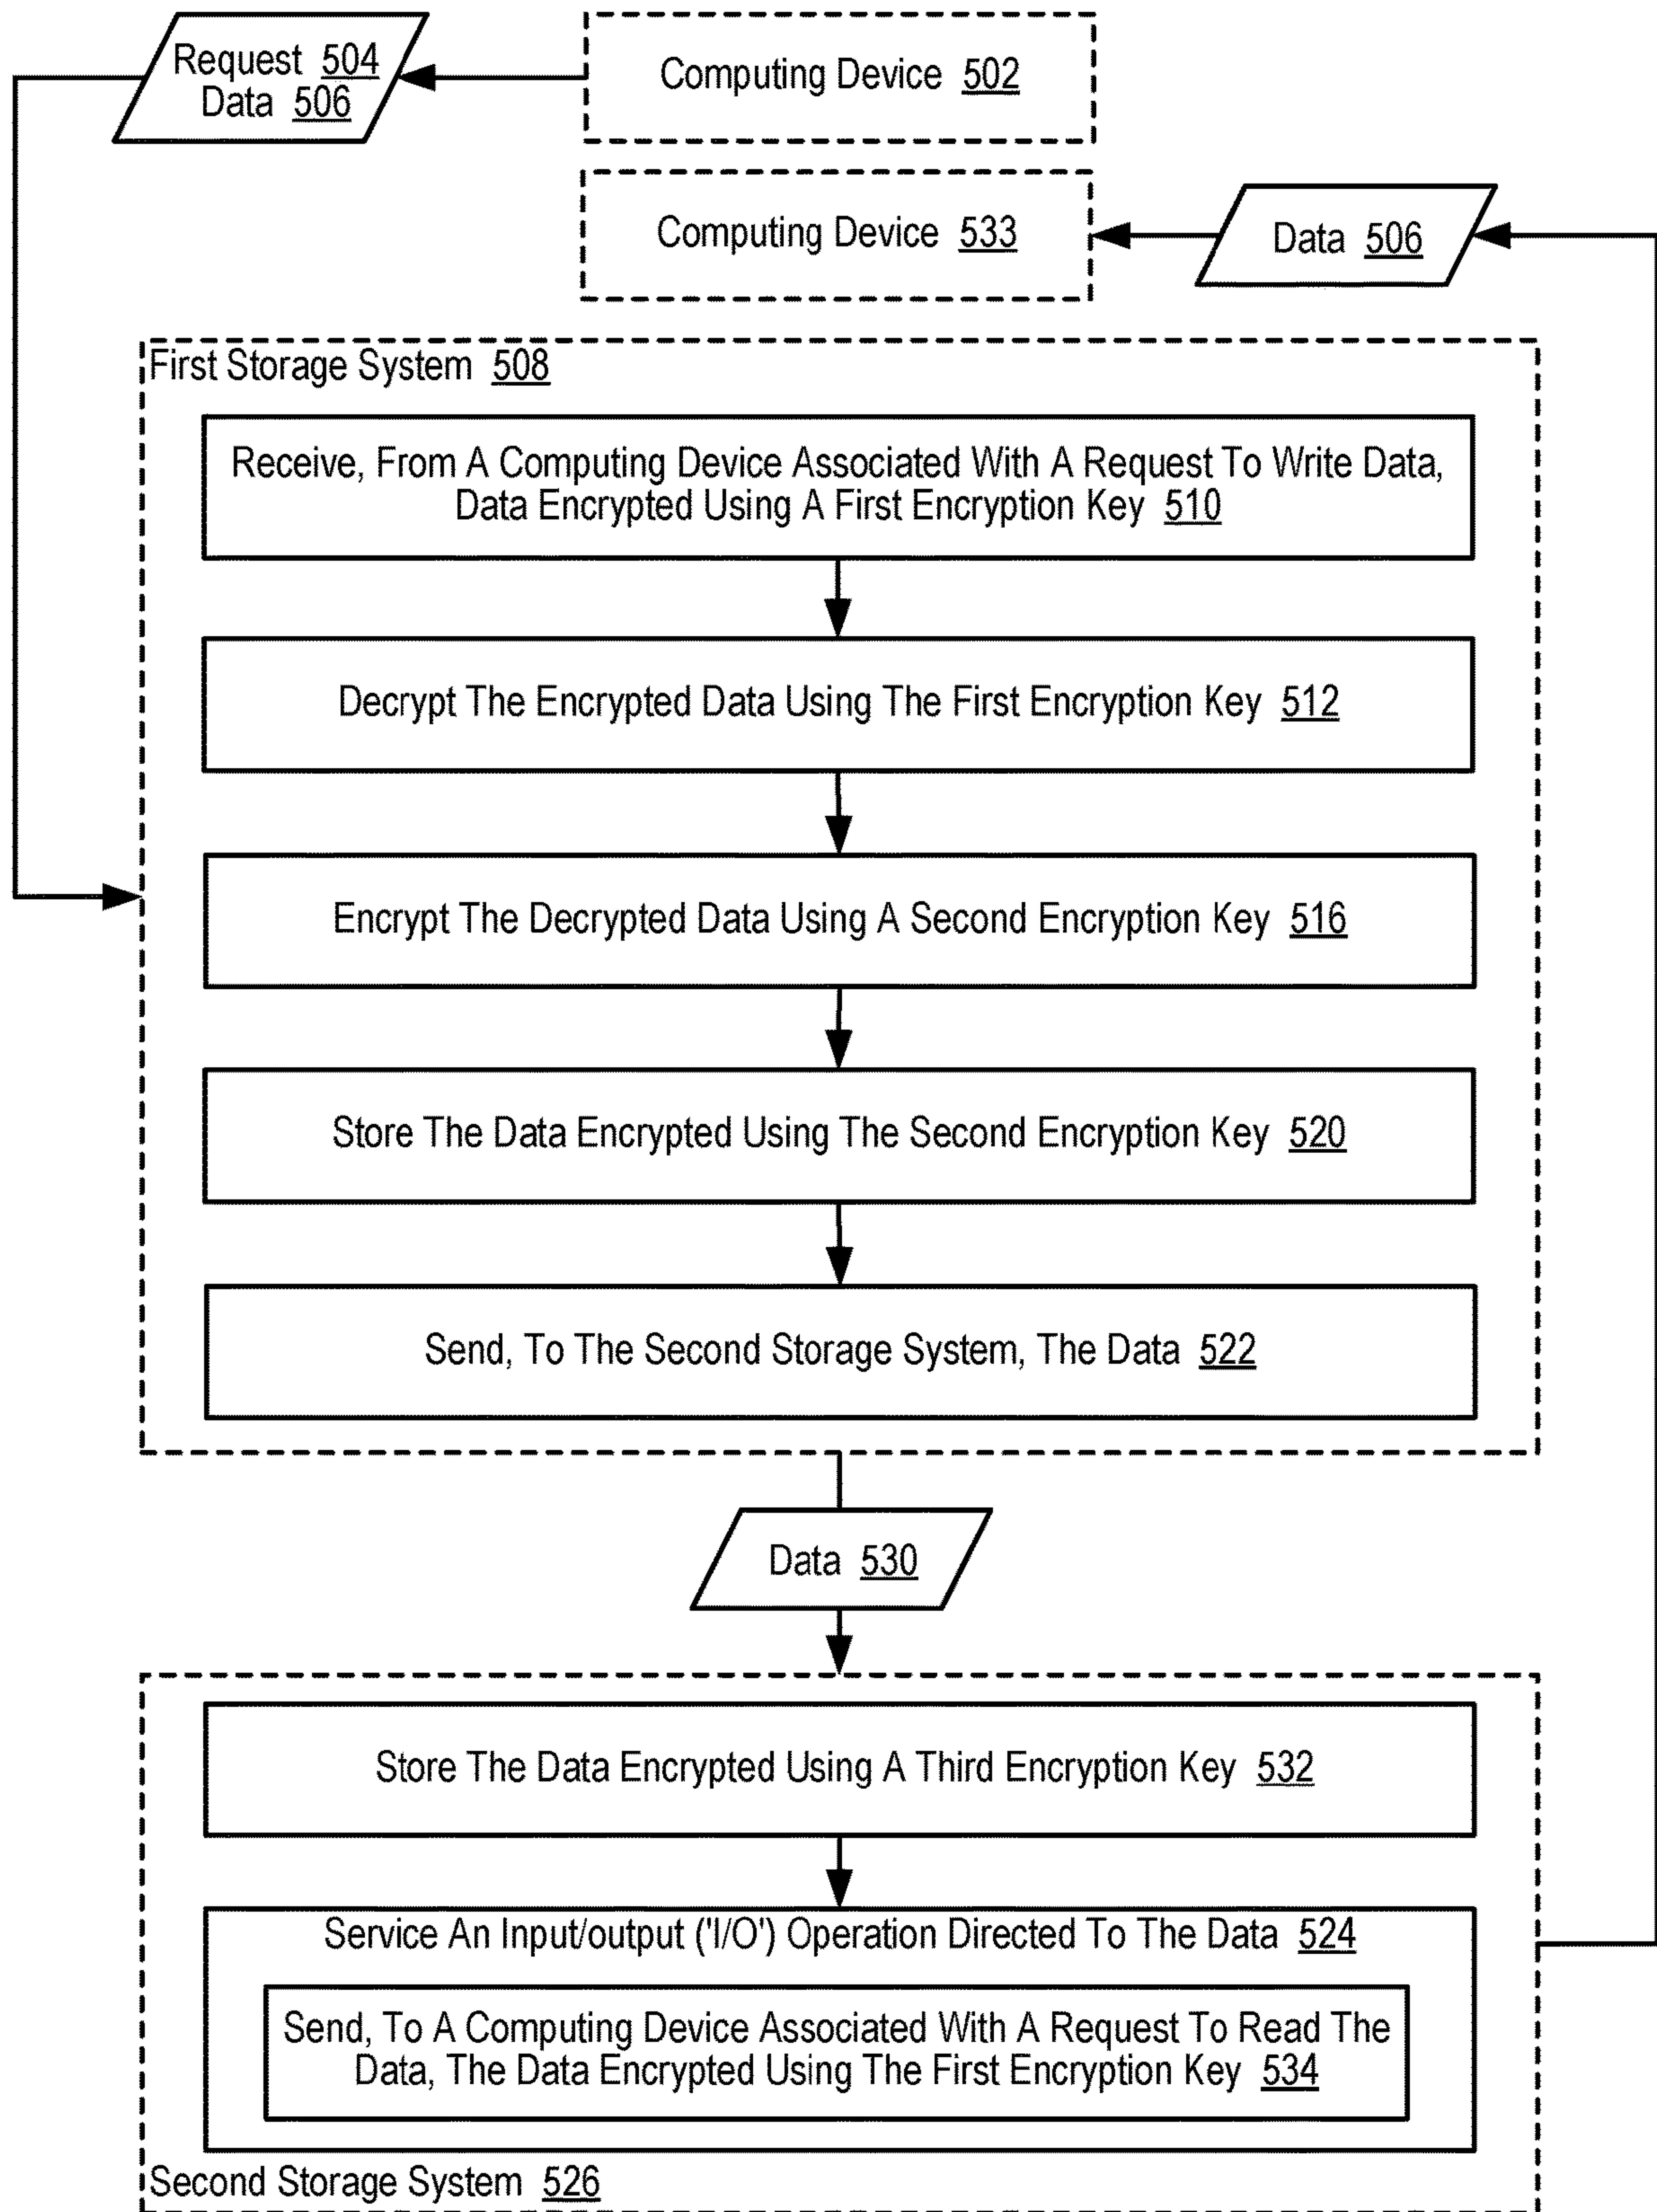 Request 504
Data 506
Computing Device 502
Computing Device 533
Data 506
First Storage System 508
Receive, From A Computing Device Associated With A Request To Write Data,
Data Encrypted Using A First Encryption Key 510
Decrypt The Encrypted Data Using The First Encryption Key 512
Encrypt The Decrypted Data Using A Second Encryption Key 516
Store The Data Encrypted Using The Second Encryption Key 520
Send, To The Second Storage System, The Data 522
Data 530
Store The Data Encrypted Using A Third Encryption Key 532
Service An Input/output ('I/O') Operation Directed To The Data 524
Send, To A Computing Device Associated With A Request To Read The
Data, The Data Encrypted Using The First Encryption Key 534
Second Storage System 526